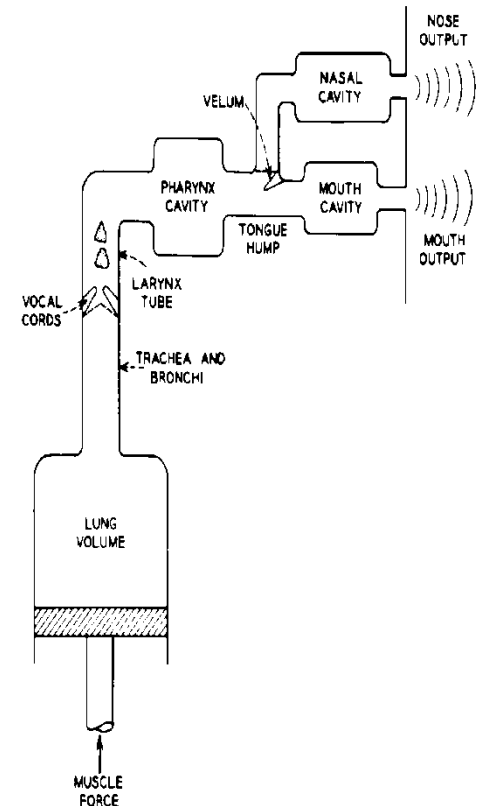 NOSE
OUTPUT
NASAL
CAVITY
VELUM
PHARYNX
CAVITY
MOUTH
CAVITY
TONGUE
HUMP
MOUTH
OUTPUT
LARYNX
TUBE
VOCAL
CORDS
TRACHEA AND
BRONCHI
LUNG
VOLUME
MUSCLE
FORCE